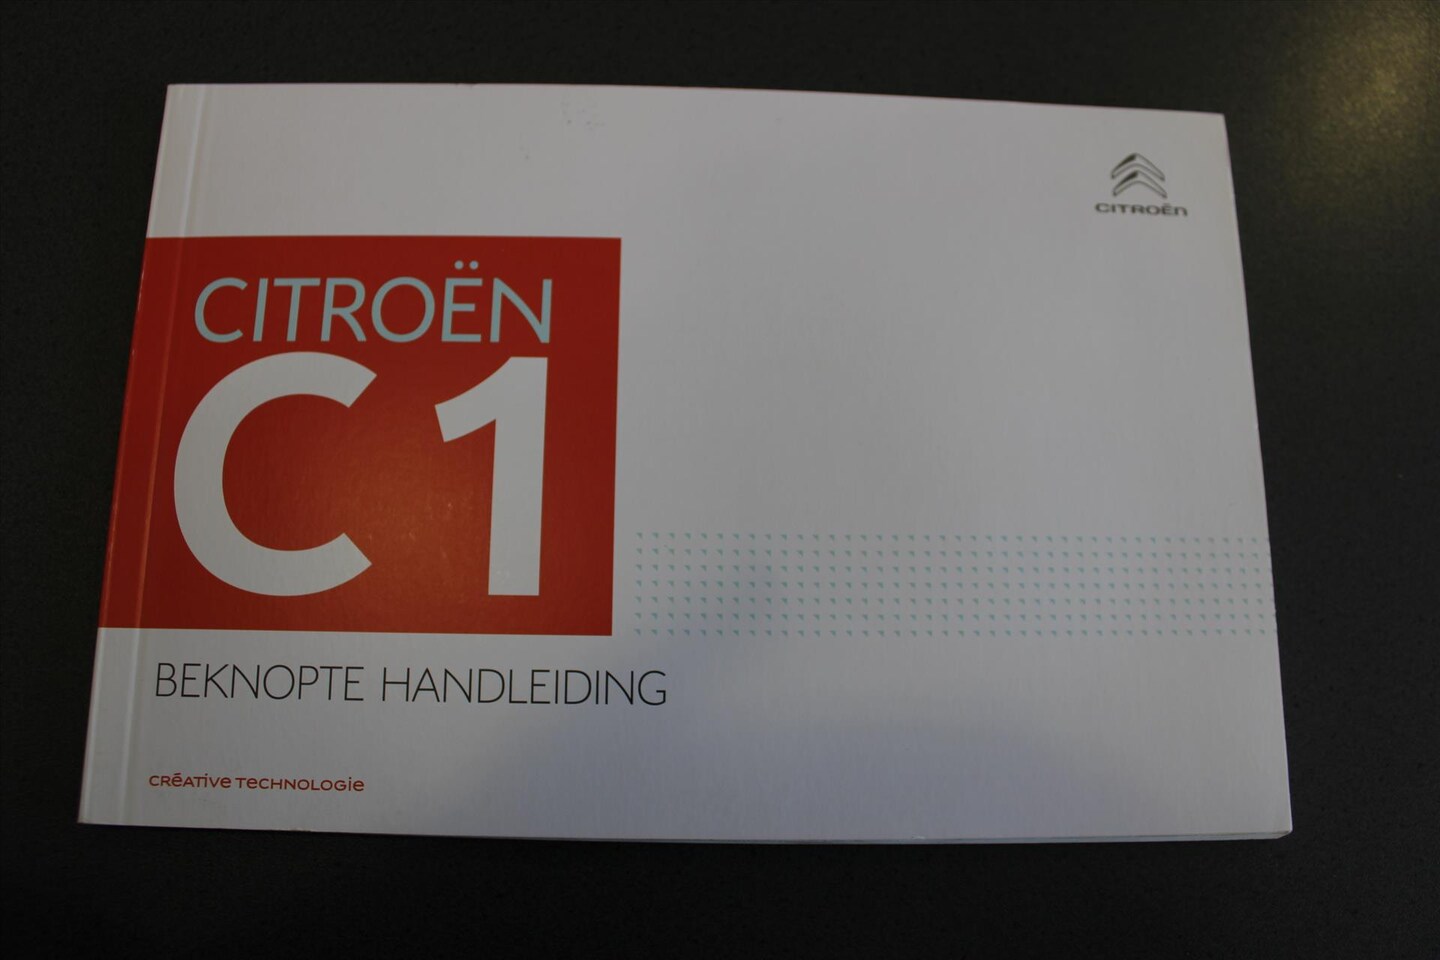 CITROËN
CITROËN
C1
BEKNOPTE HANDLEIDING
CRÉATIVE TECHNOLOGIE